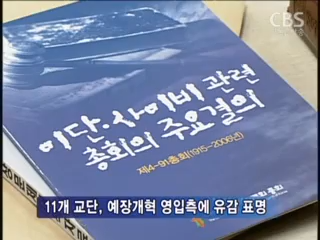 CBS
이단·사이비 관련
총회의 주요결의
제4-91총회(1915~2006년)
총회
11개 교단, 예장개혁 영입측에 유감 표명